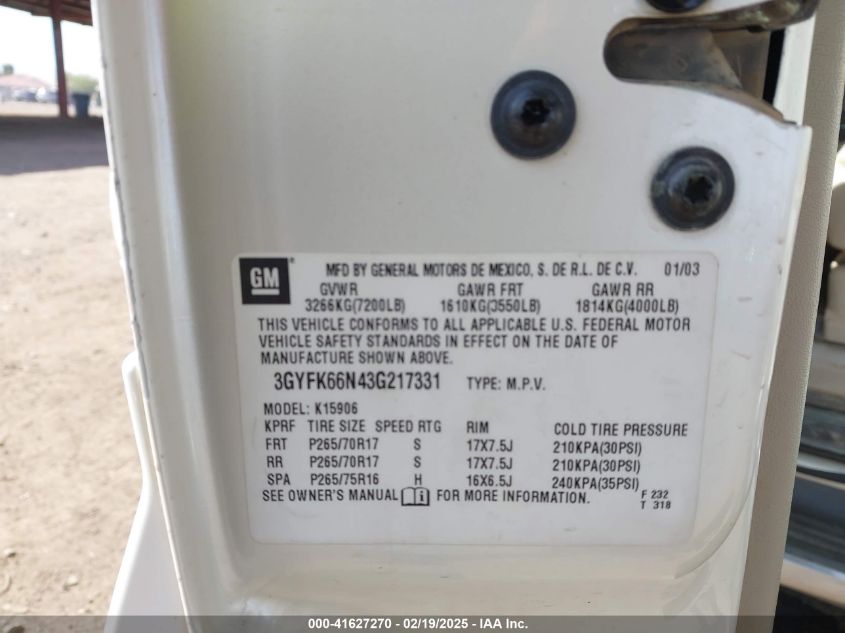 GM
MFD BY GENERAL MOTORS DE MEXICO, S. DE R.L. DE C.V. 01/03
GVWR GAWR FRT GAWR RR
3266KG(7200LB) 1610KG(3550LB) 1814KG(4000LB)
THIS VEHICLE CONFORMS TO ALL APPLICABLE U.S. FEDERAL MOTOR
VEHICLE SAFETY STANDARDS IN EFFECT ON THE DATE OF
MANUFACTURE SHOWN ABOVE.
3GYFK66N43G217331 TYPE: M.P.V.
MODEL: K15906
KPRF TIRE SIZE SPEED RTG RIM COLD TIRE PRESSURE
FRT P265/70R17 S 17X7.5J 210KPA(30PSI)
RR P265/70R17 S 17X7.5J 210KPA(30PSI)
SPA P265/75R16 H 16X6.5J 240KPA(35PSI)
SEE OWNER'S MANUAL i FOR MORE INFORMATION. F 232
T 318
000-41627270 - 02/19/2025 - IAA Inc.